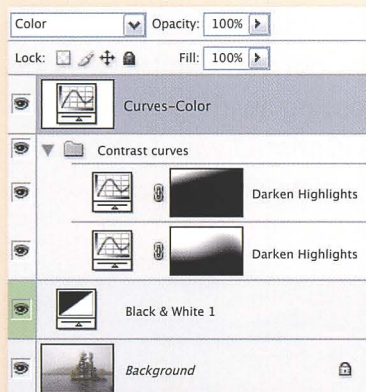 Color Opacity: 100%
Lock: Fill: 100%
Curves-Color
Contrast curves
Darken Highlights
Darken Highlights
Black & White 1
Background